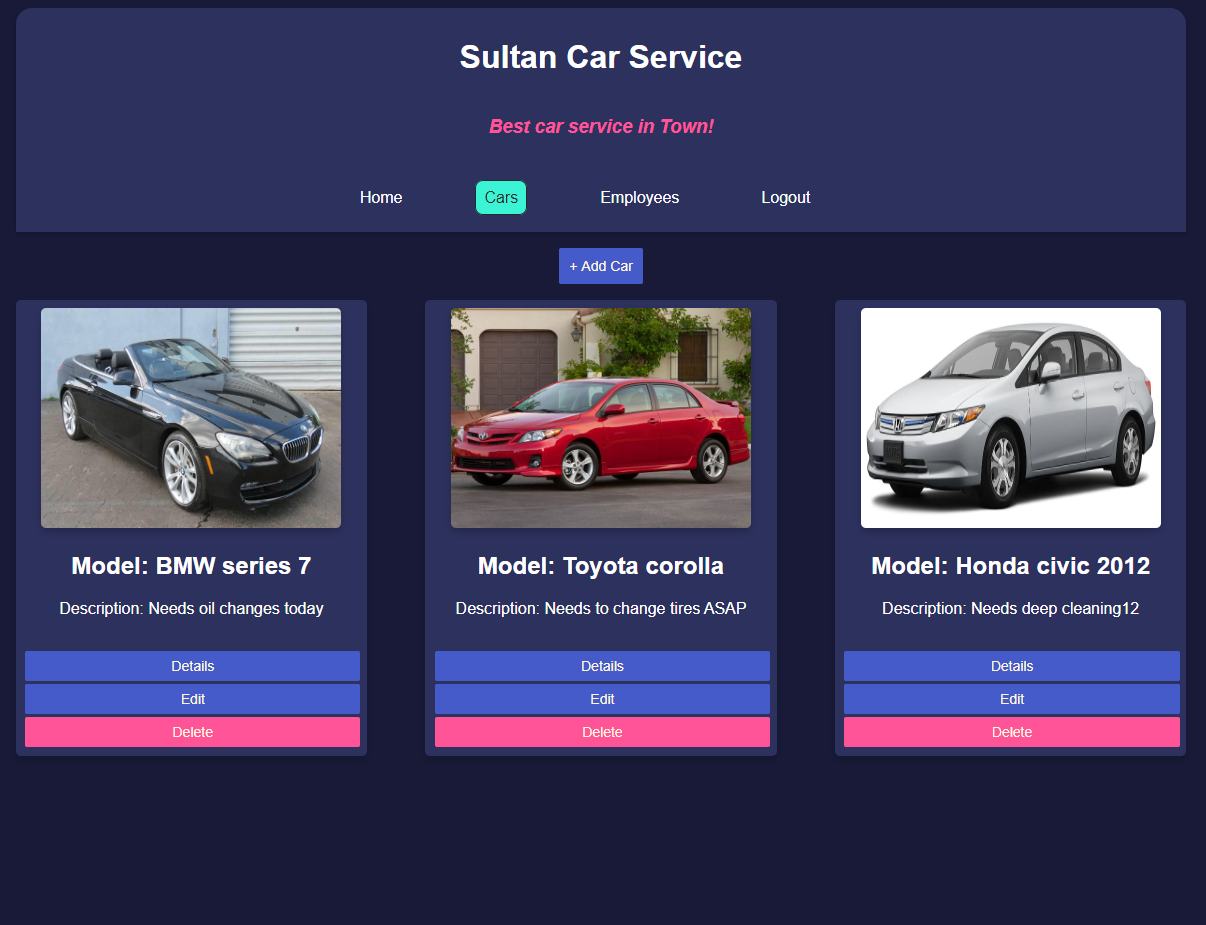 Sultan Car Service
Best car service in Town!
Home Cars Employees Logout
+ Add Car
Model: BMW series 7
Description: Needs oil changes today
Details
Edit
Delete
Model: Toyota corolla
Description: Needs to change tires ASAP
Details
Edit
Delete
Model: Honda civic 2012
Description: Needs deep cleaning12
Details
Edit
Delete